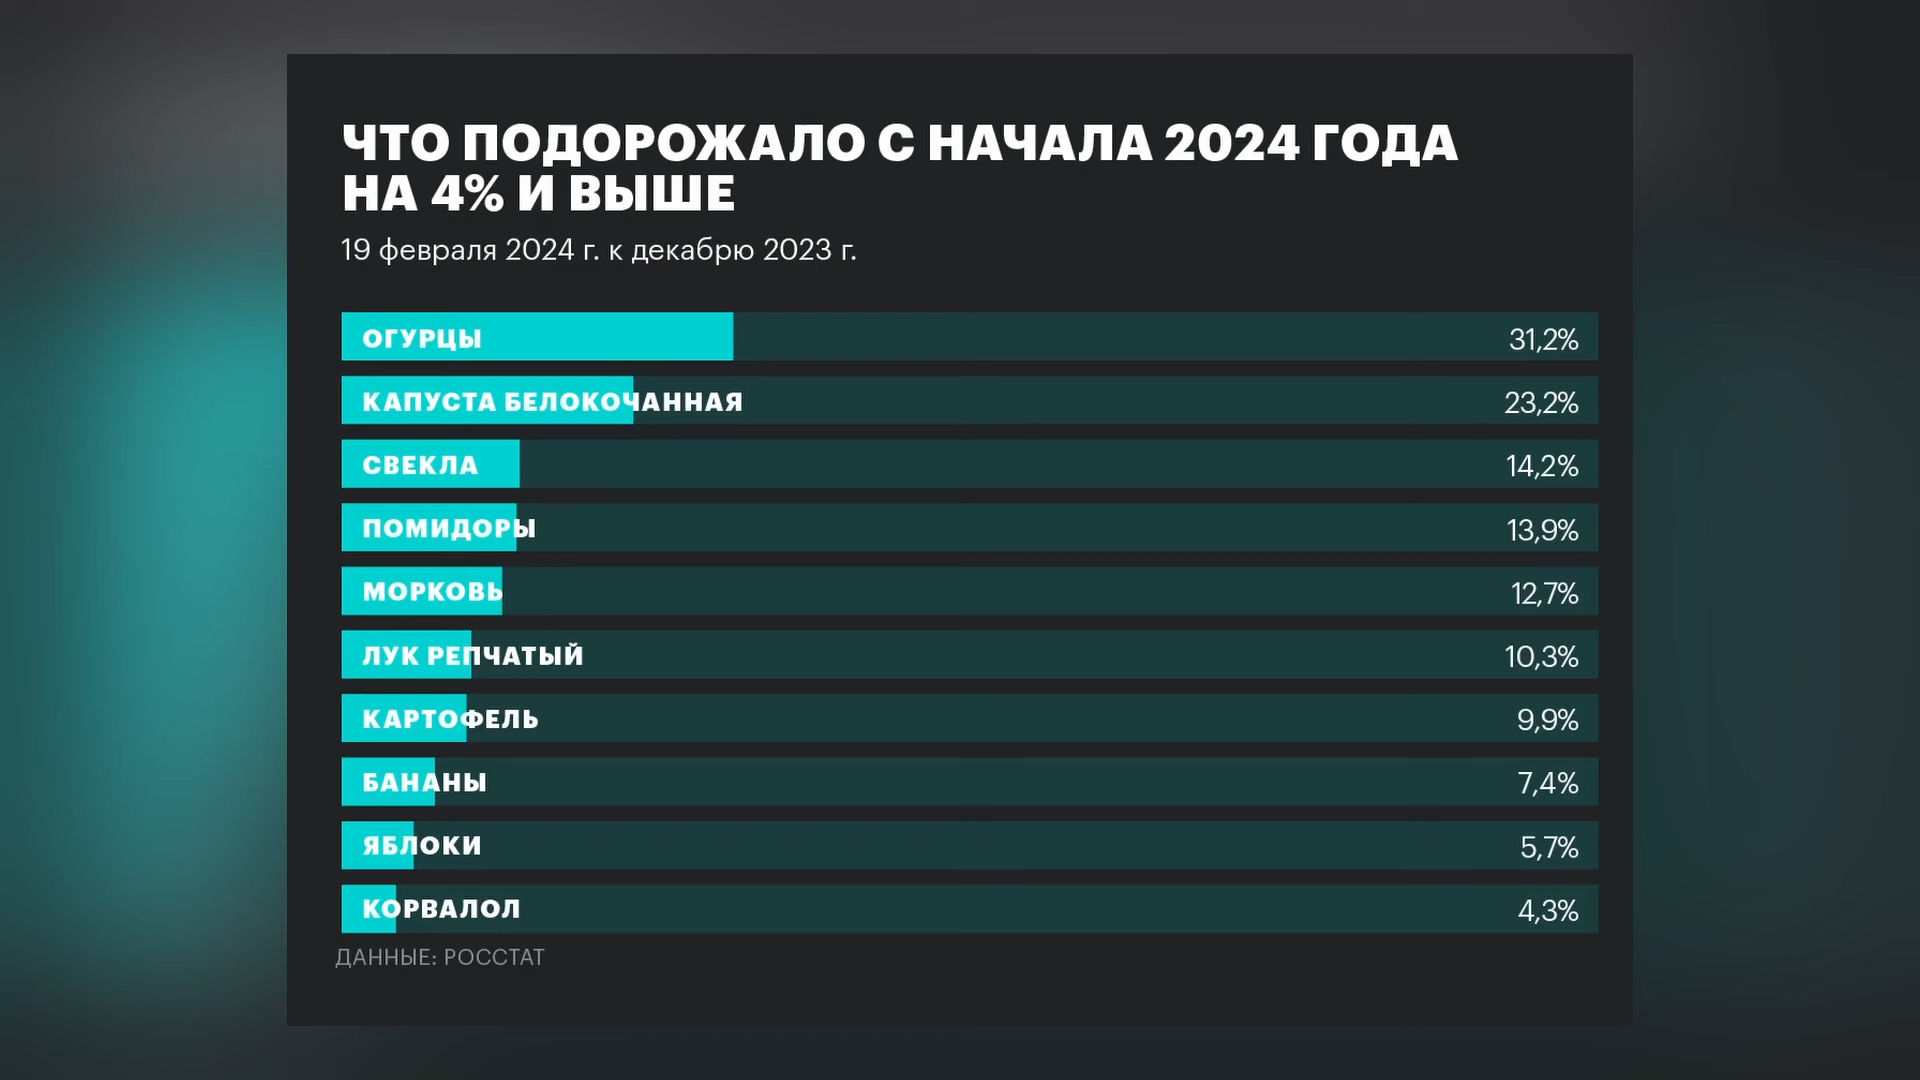 ЧТО ПОДОРОЖАЛО С НАЧАЛА 2024 ГОДА
НА 4% И ВЫШЕ
19 февраля 2024 г. к декабрю 2023 г.
ОГУРЦЫ 31,2%
КАПУСТА БЕЛОКОЧАННАЯ 23,2%
СВЕКЛА 14,2%
ПОМИДОРЫ 13,9%
МОРКОВЬ 12,7%
ЛУК РЕПЧАТЫЙ 10,3%
КАРТОФЕЛЬ 9,9%
БАНАНЫ 7,4%
ЯБЛОКИ 5,7%
КОРВАЛОЛ 4,3%
ДАННЫЕ: РОССТАТ